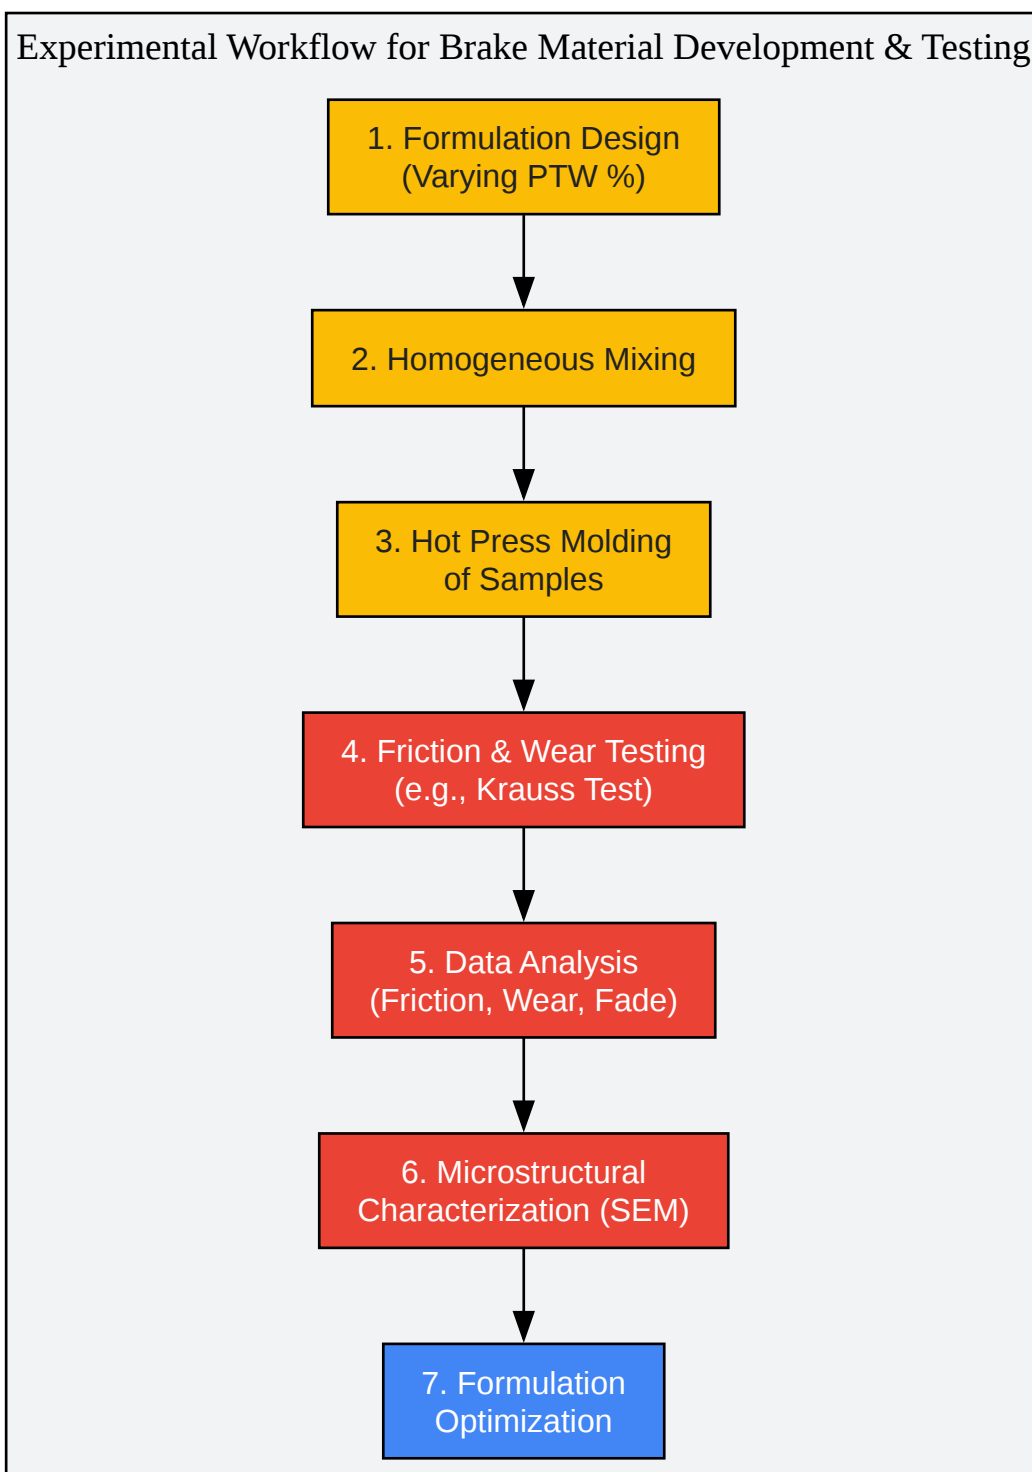 Experimental Workflow for Brake Material Development & Testing
1. Formulation Design
(Varying PTW %)
2. Homogeneous Mixing
3. Hot Press Molding
of Samples
4. Friction & Wear Testing
(e.g., Krauss Test)
5. Data Analysis
(Friction, Wear, Fade)
6. Microstructural
Characterization (SEM)
7. Formulation
Optimization